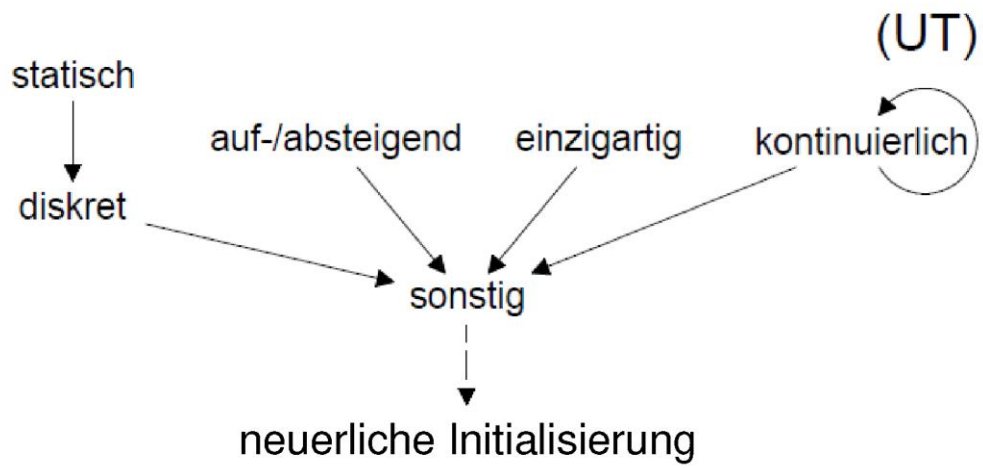 (UT)
statisch
auf-/absteigend einzigartig kontinuierlich
diskret
sonstig
neuerliche Initialisierung